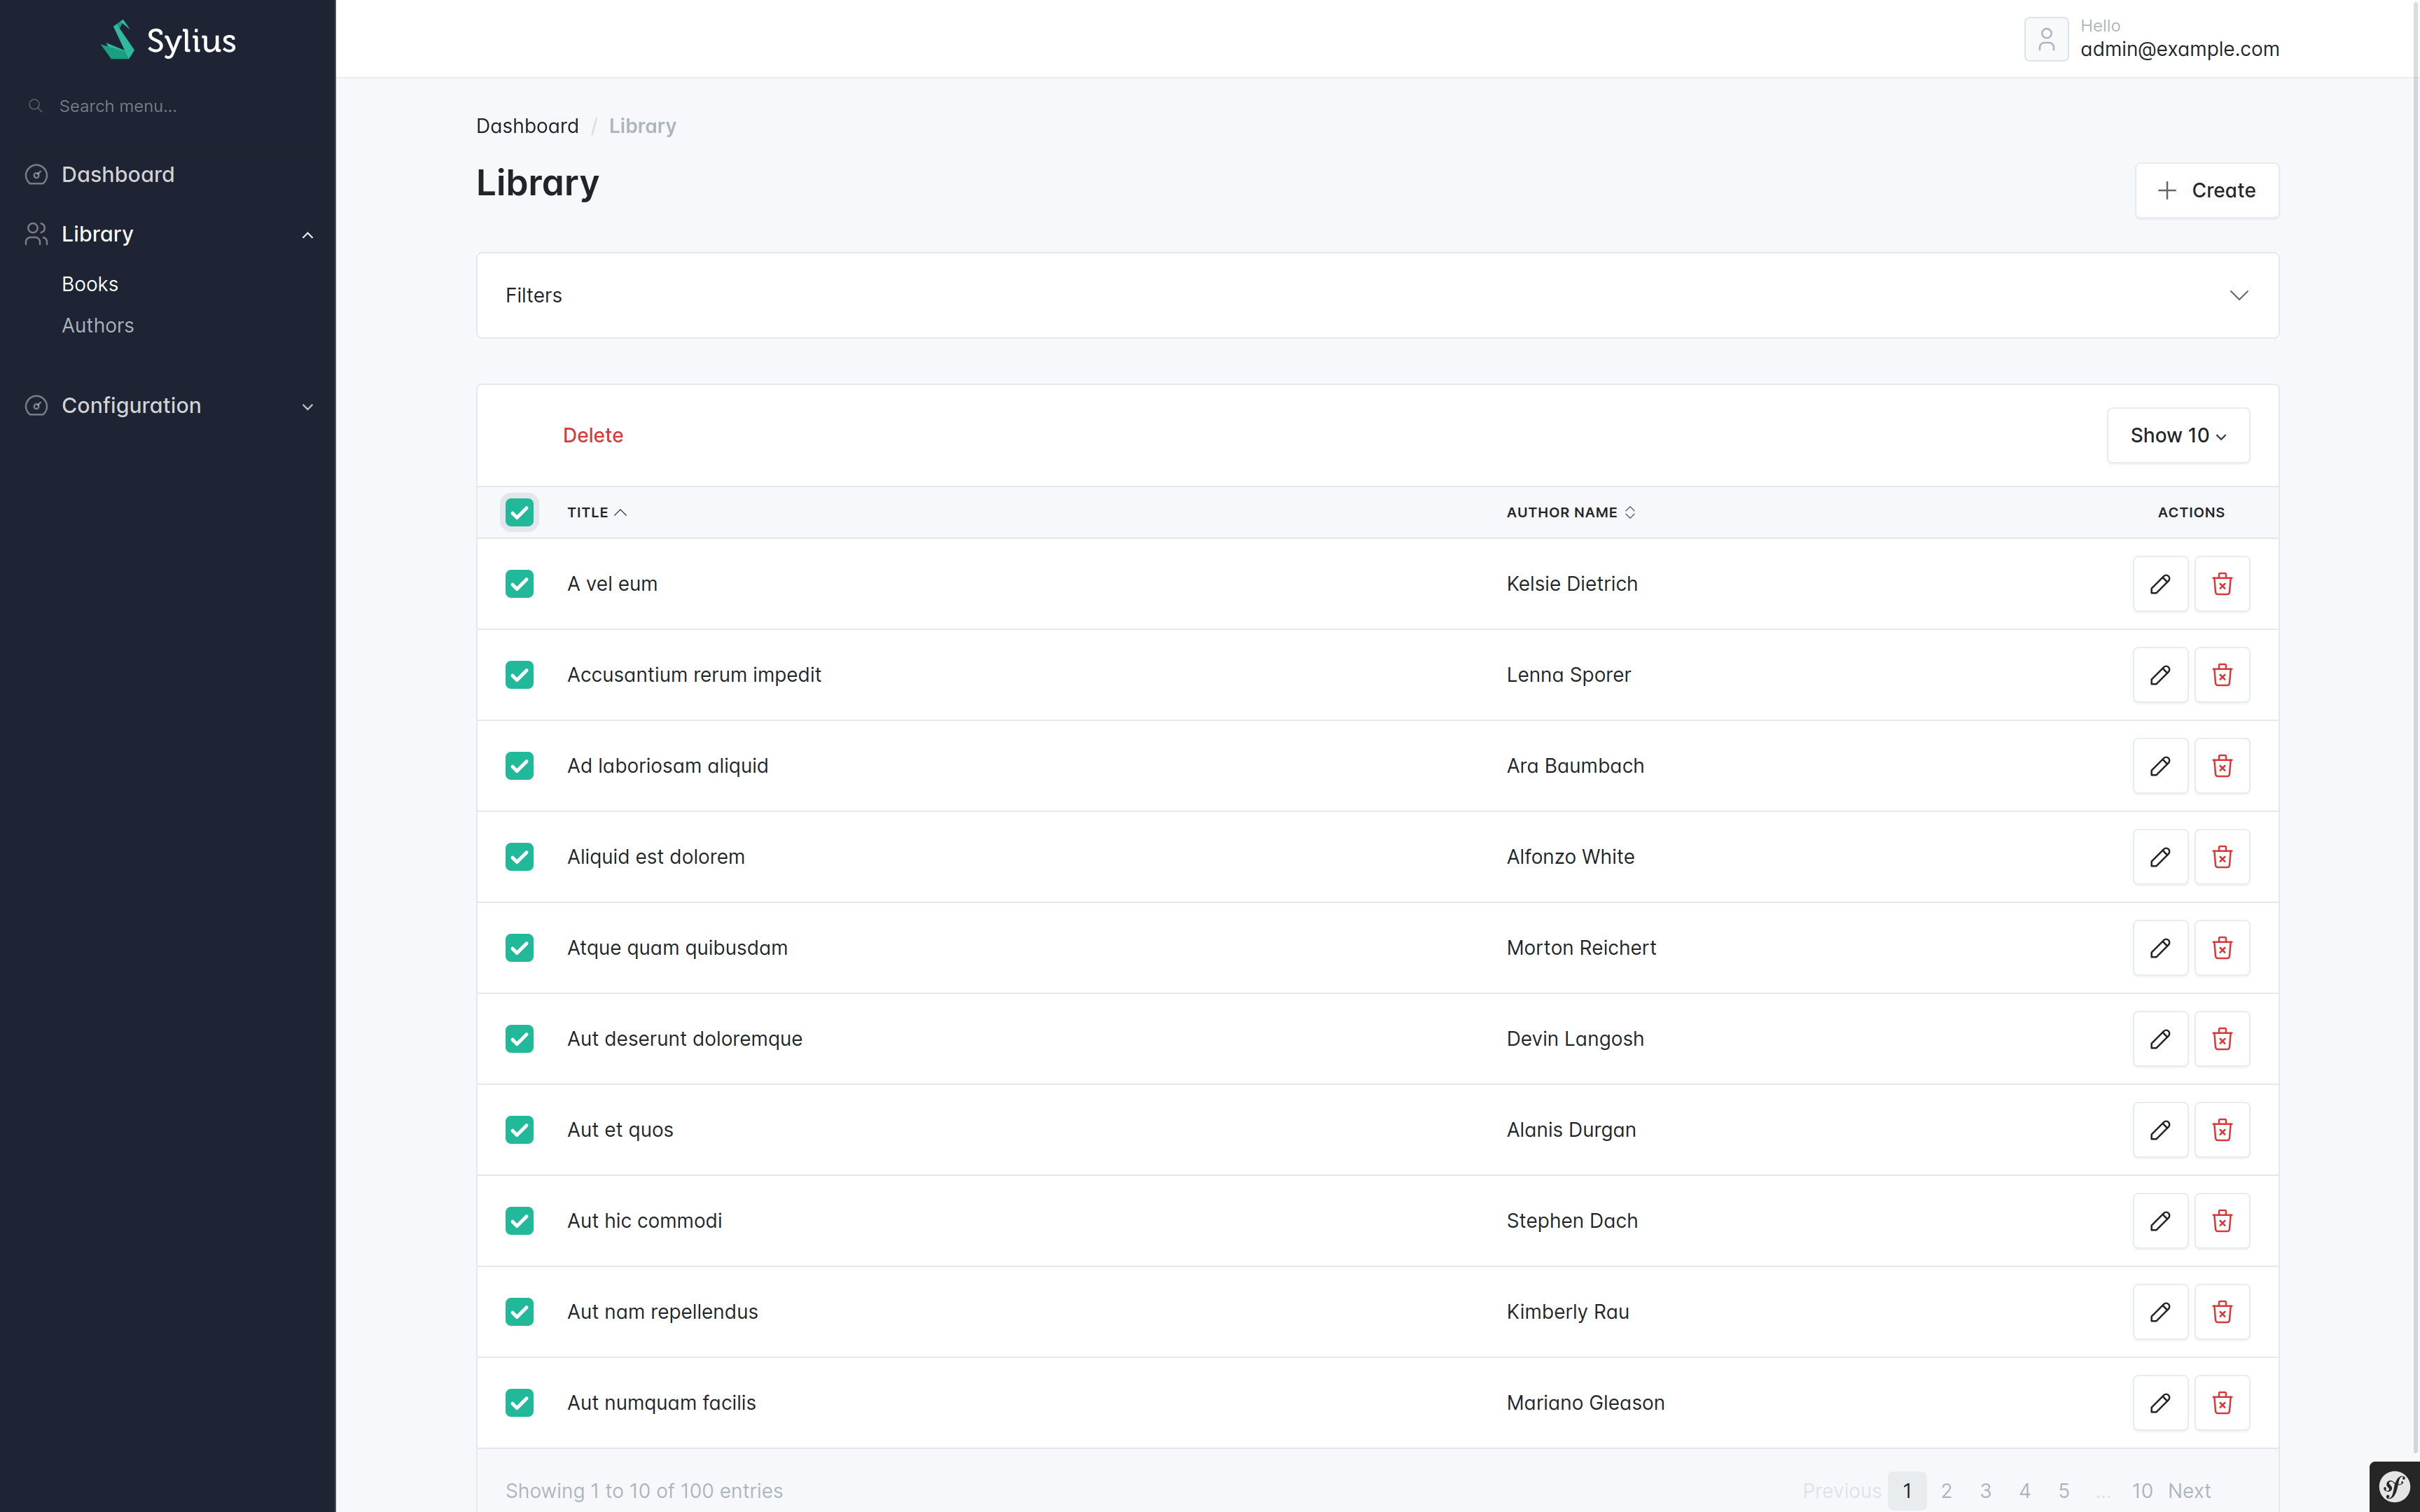 Sylius
Search menu...
Dashboard
Library
Books
Authors
Configuration
Hello
admin@example.com
Dashboard / Library
Library
Create
Filters
Delete
Show 10
TITLE AUTHOR NAME ACTIONS
A vel eum Kelsie Dietrich
Accusantium rerum impedit Lenna Sporer
Ad laboriosam aliquid Ara Baumbach
Aliquid est dolorem Alfonzo White
Atque quam quibusdam Morton Reichert
Aut deserunt doloremque Devin Langosh
Aut et quos Alanis Durgan
Aut hic commodi Stephen Dach
Aut nam repellendus Kimberly Rau
Aut numquam facilis Mariano Gleason
Showing 1 to 10 of 100 entries Previous 1 2 3 4 5 ... 10 Next
sf